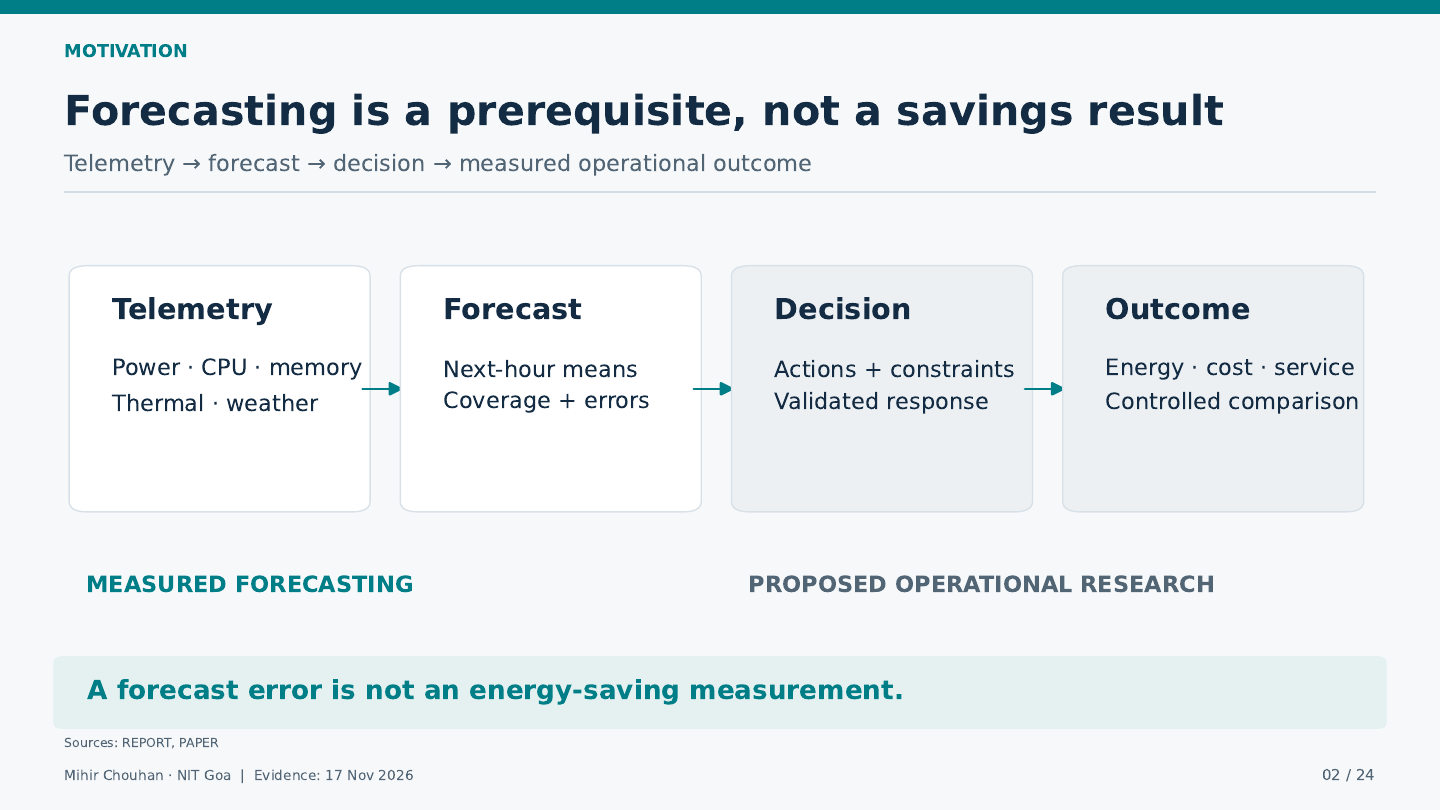 MOTIVATION
Forecasting is a prerequisite, not a savings result
Telemetry → forecast → decision → measured operational outcome
Telemetry
Power · CPU · memory
Thermal · weather
Forecast
Next-hour means
Coverage + errors
Decision
Actions + constraints
Validated response
Outcome
Energy · cost · service
Controlled comparison
MEASURED FORECASTING
PROPOSED OPERATIONAL RESEARCH
A forecast error is not an energy-saving measurement.
Sources: REPORT, PAPER
Mihir Chouhan · NIT Goa | Evidence: 17 Nov 2026
02 / 24